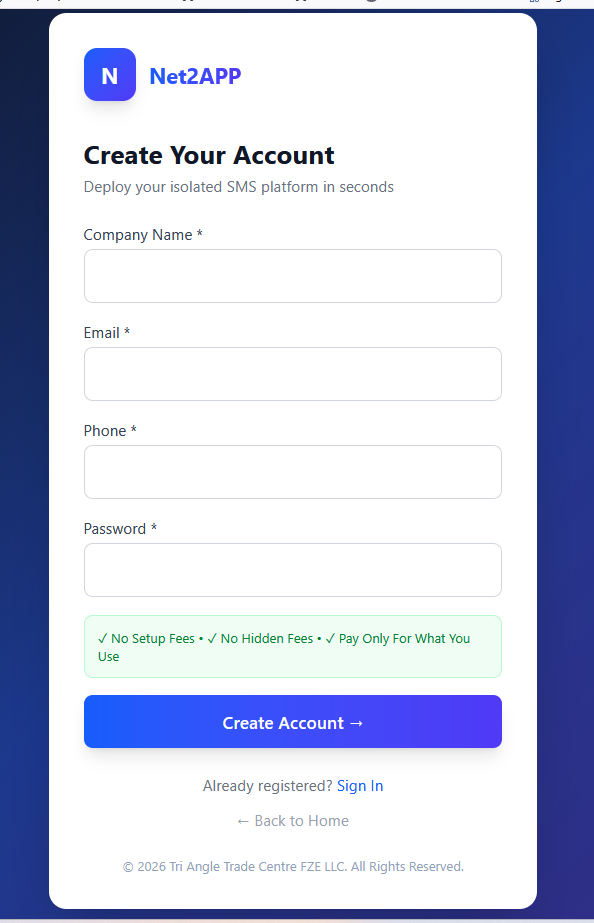 N
Net2APP
Create Your Account
Deploy your isolated SMS platform in seconds
Company Name *
Email *
Phone *
Password *
✓ No Setup Fees • ✓ No Hidden Fees • ✓ Pay Only For What You
Use
Create Account →
Already registered? Sign In
← Back to Home
© 2026 Tri Angle Trade Centre FZE LLC. All Rights Reserved.